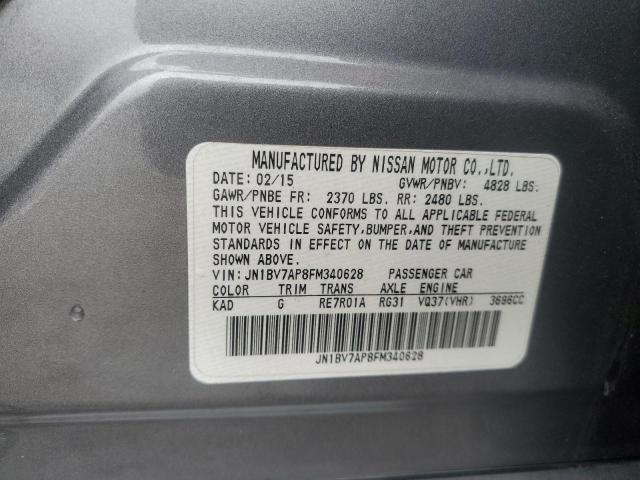 MANUFACTURED BY NISSAN MOTOR CO.,LTD.
DATE: 02/15 GVWR/PNBV: 4828 LBS.
GAWR/PNBE FR: 2370 LBS. RR: 2480 LBS.
THIS VEHICLE CONFORMS TO ALL APPLICABLE FEDERAL
MOTOR VEHICLE SAFETY,BUMPER,AND THEFT PREVENTION
STANDARDS IN EFFECT ON THE DATE OF MANUFACTURE
SHOWN ABOVE.
VIN: JN1BV7AP8FM340628 PASSENGER CAR
COLOR TRIM TRANS AXLE ENGINE
KAD G RE7R01A RG31 VQ37(VHR) 3696CC
JN1BV7AP8FM340628